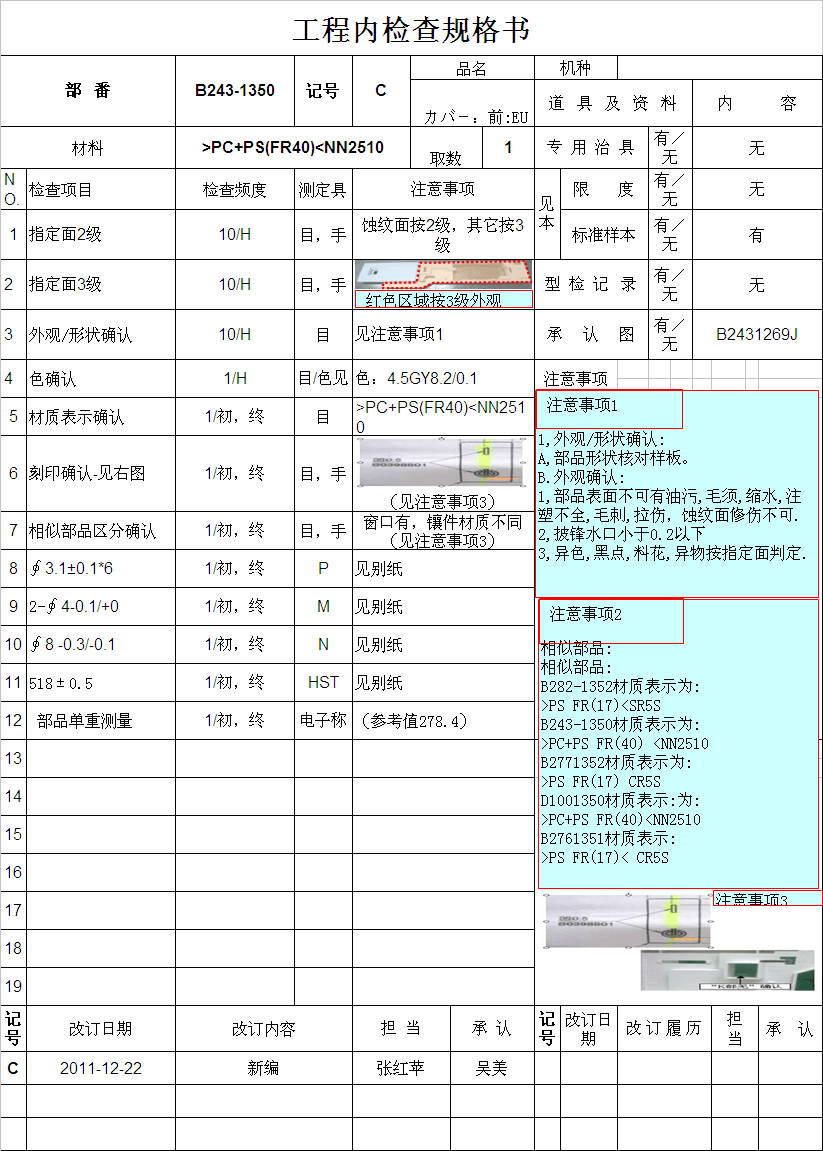 工程内检查规格书
部 番 B243-1350 记号 C 品名 机种
カバー：前:EU 道 具 及 资 料 内 容
材料 >PC+PS(FR40)<NN2510 取数 1 专 用 治 具 有／无 无
NO. 检查项目 检查频度 测定具 注意事项 见本 限 度 有／无 无
1 指定面2级 10/H 目，手 蚀纹面按2级，其它按3级 标准样本 有／无 有
2 指定面3级 10/H 目，手 红色区域按3级外观 型 检 记 录 有／无 无
3 外观/形状确认 10/H 目 见注意事项1 承 认 图 有／无 B2431269J
4 色确认 1/H 目/色见 色：4.5GY8.2/0.1 注意事项
5 材质表示确认 1/初，终 目 >PC+PS(FR40)<NN2510
6 刻印确认-见右图 1/初，终 目，手
（见注意事项3）
7 相似部品区分确认 1/初，终 目，手 窗口有，镶件材质不同
（见注意事项3）
8 ∮3.1±0.1*6 1/初，终 P 见别纸
9 2-∮4-0.1/+0 1/初，终 M 见别纸
10 ∮8 -0.3/-0.1 1/初，终 N 见别纸
11 518±0.5 1/初，终 HST 见别纸
12 部品单重测量 1/初，终 电子称 （参考值278.4）
13
14
15
16
17
18
19
注意事项1
1,外观/形状确认:
A,部品形状核对样板。
B.外观确认:
1,部品表面不可有油污,毛须,缩水,注
塑不全,毛刺,拉伤，蚀纹面修伤不可.
2,披锋水口小于0.2以下
3,异色,黑点,料花,异物按指定面判定.
注意事项2
相似部品:
相似部品:
B282-1352材质表示为:
>PS FR(17)<SR5S
B243-1350材质表示为:
>PC+PS FR(40) <NN2510
B2771352材质表示为:
>PS FR(17) CR5S
D1001350材质表示:为:
>PC+PS FR(40)<NN2510
B2761351材质表示:
>PS FR(17)< CR5S
注意事项3
"K部无"确认
记号 改订日期 改订内容 担 当 承 认 记号 改订日期 改订履历 担当 承 认
C 2011-12-22 新编 张红苹 吴美